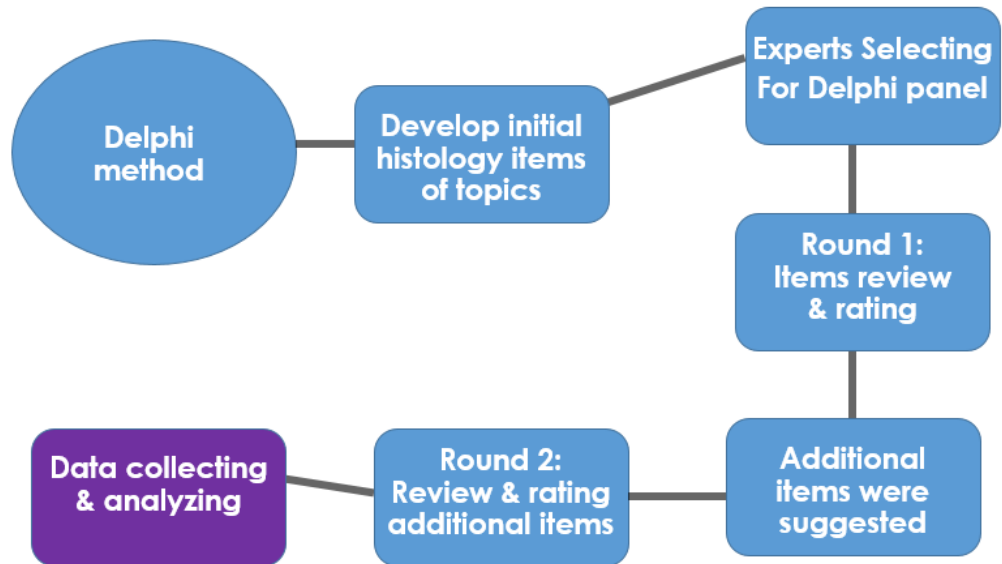 Delphi
method
Develop initial
histology items
of topics
Experts Selecting
For Delphi panel
Round 1:
Items review
& rating
Additional
items were
suggested
Round 2:
Review & rating
additional items
Data collecting
& analyzing